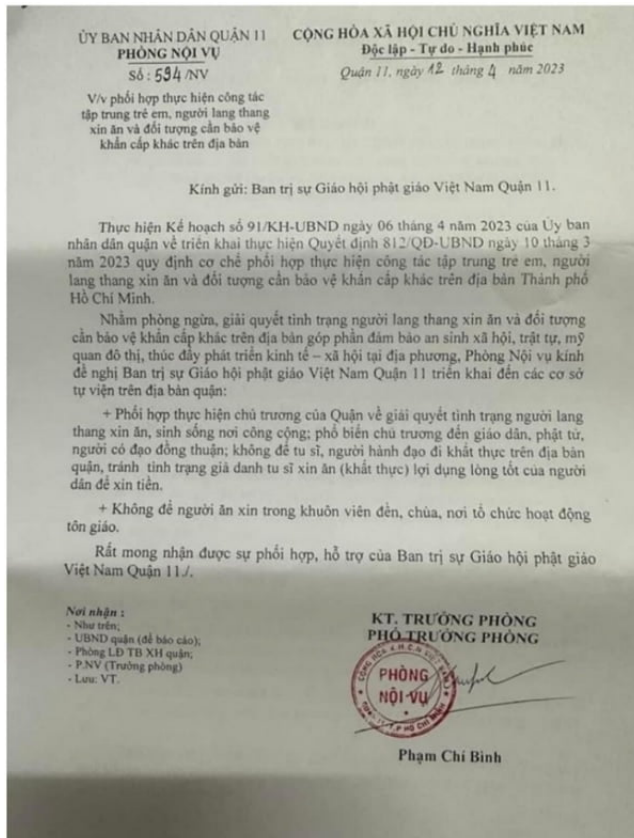 ỦY BAN NHÂN DÂN QUẬN 11
PHÒNG NỘI VỤ
Số: 594/NV
V/v phối hợp thực hiện công tác
tập trung trẻ em, người lang thang
xin ăn và đối tượng cần bảo vệ
khẩn cấp khác trên địa bàn
CỘNG HÒA XÃ HỘI CHỦ NGHĨA VIỆT NAM
Độc lập - Tự do - Hạnh phúc
Quận 11, ngày 12 tháng 4 năm 2023
Kính gửi: Ban trị sự Giáo hội phật giáo Việt Nam Quận 11.
Thực hiện Kế hoạch số 91/KH-UBND ngày 06 tháng 4 năm 2023 của Ủy ban
nhân dân quận về triển khai thực hiện Quyết định 812/QĐ-UBND ngày 10 tháng 3
năm 2023 quy định cơ chế phối hợp thực hiện công tác tập trung trẻ em, người
lang thang xin ăn và đối tượng cần bảo vệ khẩn cấp khác trên địa bàn Thành phố
Hồ Chí Minh.
Nhằm phòng ngừa, giải quyết tình trạng người lang thang xin ăn và đối tượng
cần bảo vệ khẩn cấp khác trên địa bàn góp phần đảm bảo an sinh xã hội, trật tự, mỹ
quan đô thị, thúc đẩy phát triển kinh tế – xã hội tại địa phương, Phòng Nội vụ kính
đề nghị Ban trị sự Giáo hội phật giáo Việt Nam Quận 11 triển khai đến các cơ sở
tự viện trên địa bàn quận:
+ Phối hợp thực hiện chủ trương của Quận về giải quyết tình trạng người lang
thang xin ăn, sinh sống nơi công cộng; phổ biến chủ trương đến giáo dân, phật tử,
người có đạo đồng thuận; không để tu sĩ, người hành đạo đi khất thực trên địa bàn
quận, tránh tình trạng giả danh tu sĩ xin ăn (khất thực) lợi dụng lòng tốt của người
dân để xin tiền.
+ Không để người ăn xin trong khuôn viên đền, chùa, nơi tổ chức hoạt động
tôn giáo.
Rất mong nhận được sự phối hợp, hỗ trợ của Ban trị sự Giáo hội phật giáo
Việt Nam Quận 11./.
Nơi nhận :
- Như trên;
- UBND quận (để báo cáo);
- Phòng LĐ TB XH quận;
- P.NV (Trưởng phòng)
- Lưu: VT.
KT. TRƯỞNG PHÒNG
PHÓ TRƯỞNG PHÒNG
PHÒNG
NỘI VỤ
Phạm Chí Bình